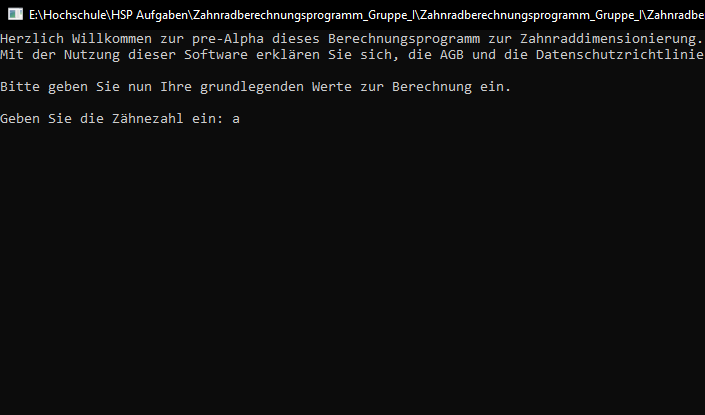 E:\Hochschule\HSP Aufgaben\Zahnradberechnungsprogramm_Gruppe_I\Zahnradberechnungsprogramm_Gruppe_I\Zahnradbe
Herzlich Willkommen zur pre-Alpha dieses Berechnungsprogramm zur Zahnraddimensionierung.
Mit der Nutzung dieser Software erklären Sie sich, die AGB und die Datenschutzrichtlinie
Bitte geben Sie nun Ihre grundlegenden Werte zur Berechnung ein.
Geben Sie die Zähnezahl ein: a